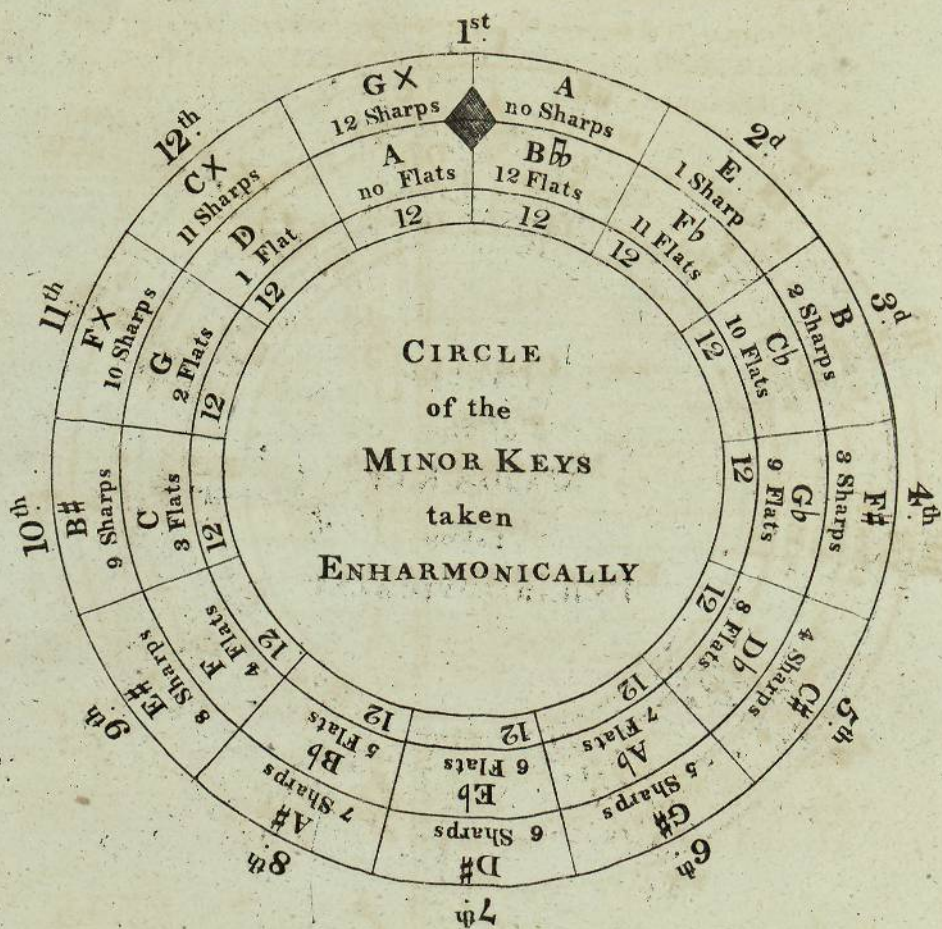 1st
A
no Sharps
B♭♭
12 Flats
12
2d
E
1 Sharp
F♭
11 Flats
12
3d
B
2 Sharps
C♭
10 Flats
12
4th
F#
3 Sharps
G♭
9 Flats
12
5th
C#
4 Sharps
D♭
8 Flats
12
6th
G#
5 Sharps
A♭
7 Flats
12
7th
D#
6 Sharps
E♭
6 Flats
12
8th
A#
7 Sharps
B♭
5 Flats
12
9th
E#
8 Sharps
F
4 Flats
12
10th
B#
9 Sharps
C
3 Flats
12
11th
F×
10 Sharps
G
2 Flats
12
12th
C×
11 Sharps
D
1 Flat
12
G×
12 Sharps
A
no Flats
12
CIRCLE
of the
MINOR KEYS
taken
ENHARMONICALLY